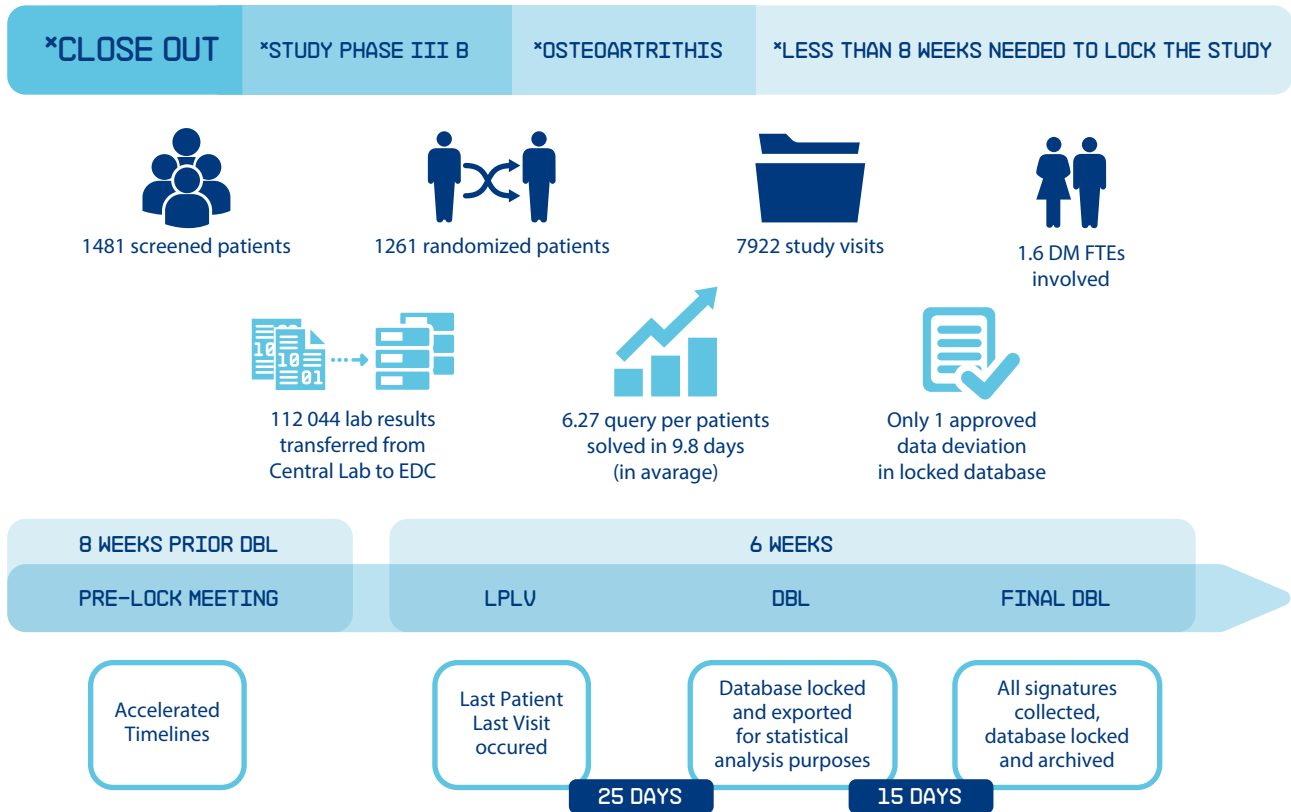 *CLOSE OUT
*STUDY PHASE III B
*OSTEOARTRITHIS
*LESS THAN 8 WEEKS NEEDED TO LOCK THE STUDY
1481 screened patients
1261 randomized patients
7922 study visits
1.6 DM FTEs
involved
10
10
01
112 044 lab results
transferred from
Central Lab to EDC
6.27 query per patients
solved in 9.8 days
(in avarage)
Only 1 approved
data deviation
in locked database
8 WEEKS PRIOR DBL
6 WEEKS
PRE-LOCK MEETING
LPLV
DBL
FINAL DBL
Accelerated
Timelines
Last Patient
Last Visit
occured
Database locked
and exported
for statistical
analysis purposes
All signatures
collected,
database locked
and archived
25 DAYS
15 DAYS